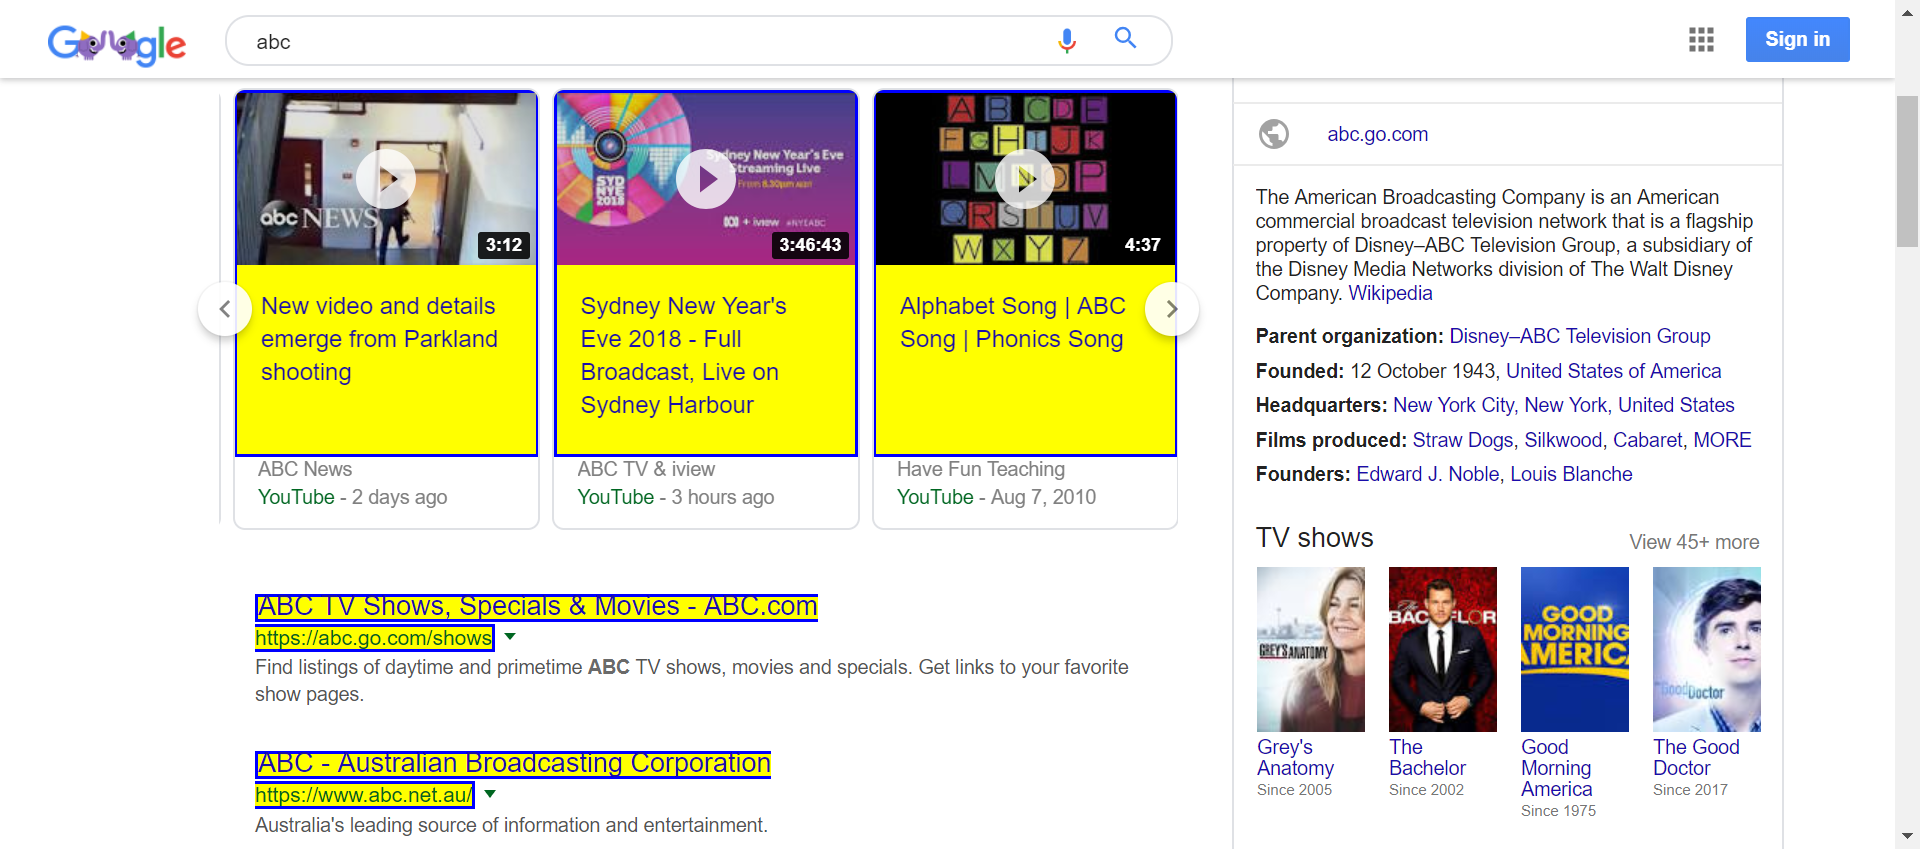 Google
abc
Sign in
abc NEWS
3:12
SYD
NYE
2018
Sydney New Year's Eve
Streaming Live
From 8.30pm AEDT
+ iview #NYEABC
3:46:43
A B C D E
F G H I J K
L M N O P
Q R S T U V
W X Y Z
4:37
New video and details
emerge from Parkland
shooting
Sydney New Year's
Eve 2018 - Full
Broadcast, Live on
Sydney Harbour
Alphabet Song | ABC
Song | Phonics Song
ABC News
YouTube - 2 days ago
ABC TV & iview
YouTube - 3 hours ago
Have Fun Teaching
YouTube - Aug 7, 2010
ABC TV Shows, Specials & Movies - ABC.com
https://abc.go.com/shows
Find listings of daytime and primetime ABC TV shows, movies and specials. Get links to your favorite
show pages.
ABC - Australian Broadcasting Corporation
https://www.abc.net.au/
Australia's leading source of information and entertainment.
abc.go.com
The American Broadcasting Company is an American
commercial broadcast television network that is a flagship
property of Disney–ABC Television Group, a subsidiary of
the Disney Media Networks division of The Walt Disney
Company. Wikipedia
Parent organization: Disney–ABC Television Group
Founded: 12 October 1943, United States of America
Headquarters: New York City, New York, United States
Films produced: Straw Dogs, Silkwood, Cabaret, MORE
Founders: Edward J. Noble, Louis Blanche
TV shows
View 45+ more
GREY'S ANATOMY
The
BACHELOR
GOOD
MORNING
AMERICA
the Good Doctor
Grey's
Anatomy
Since 2005
The
Bachelor
Since 2002
Good
Morning
America
Since 1975
The Good
Doctor
Since 2017